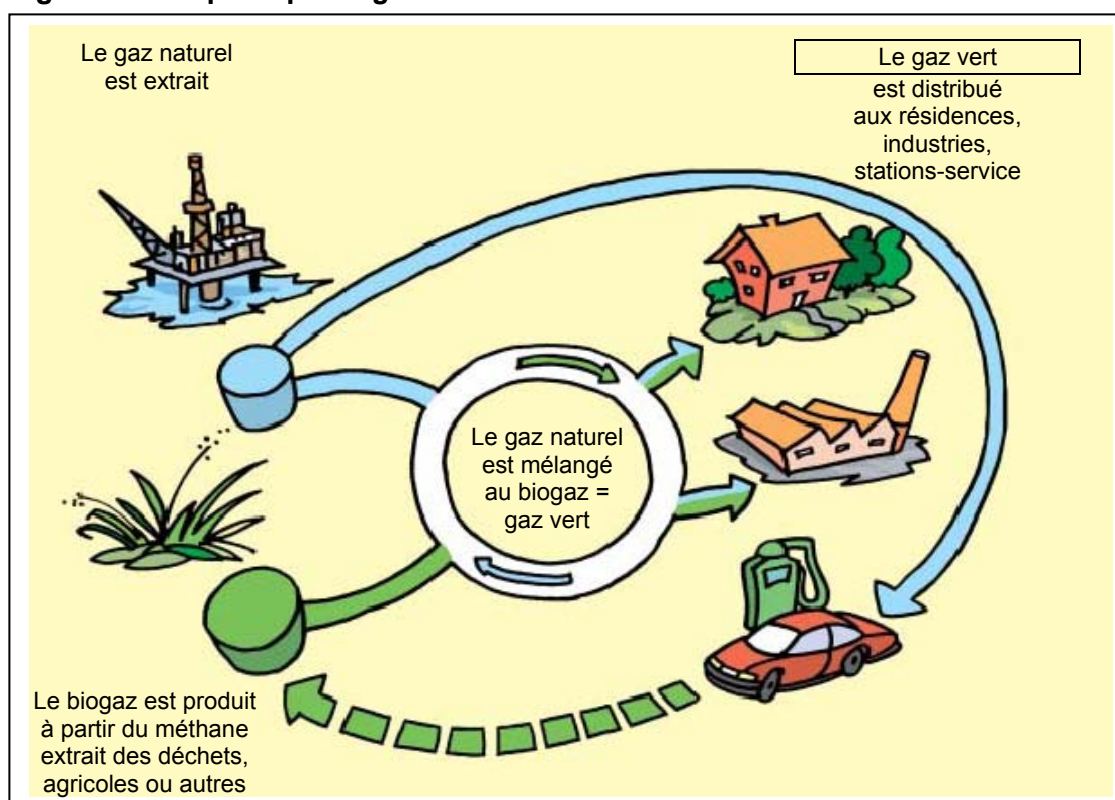 Le gaz naturel
est extrait
Le gaz vert
est distribué
aux résidences,
industries,
stations-service
Le gaz naturel
est mélangé
au biogaz =
gaz vert
Le biogaz est produit
à partir du méthane
extrait des déchets,
agricoles ou autres